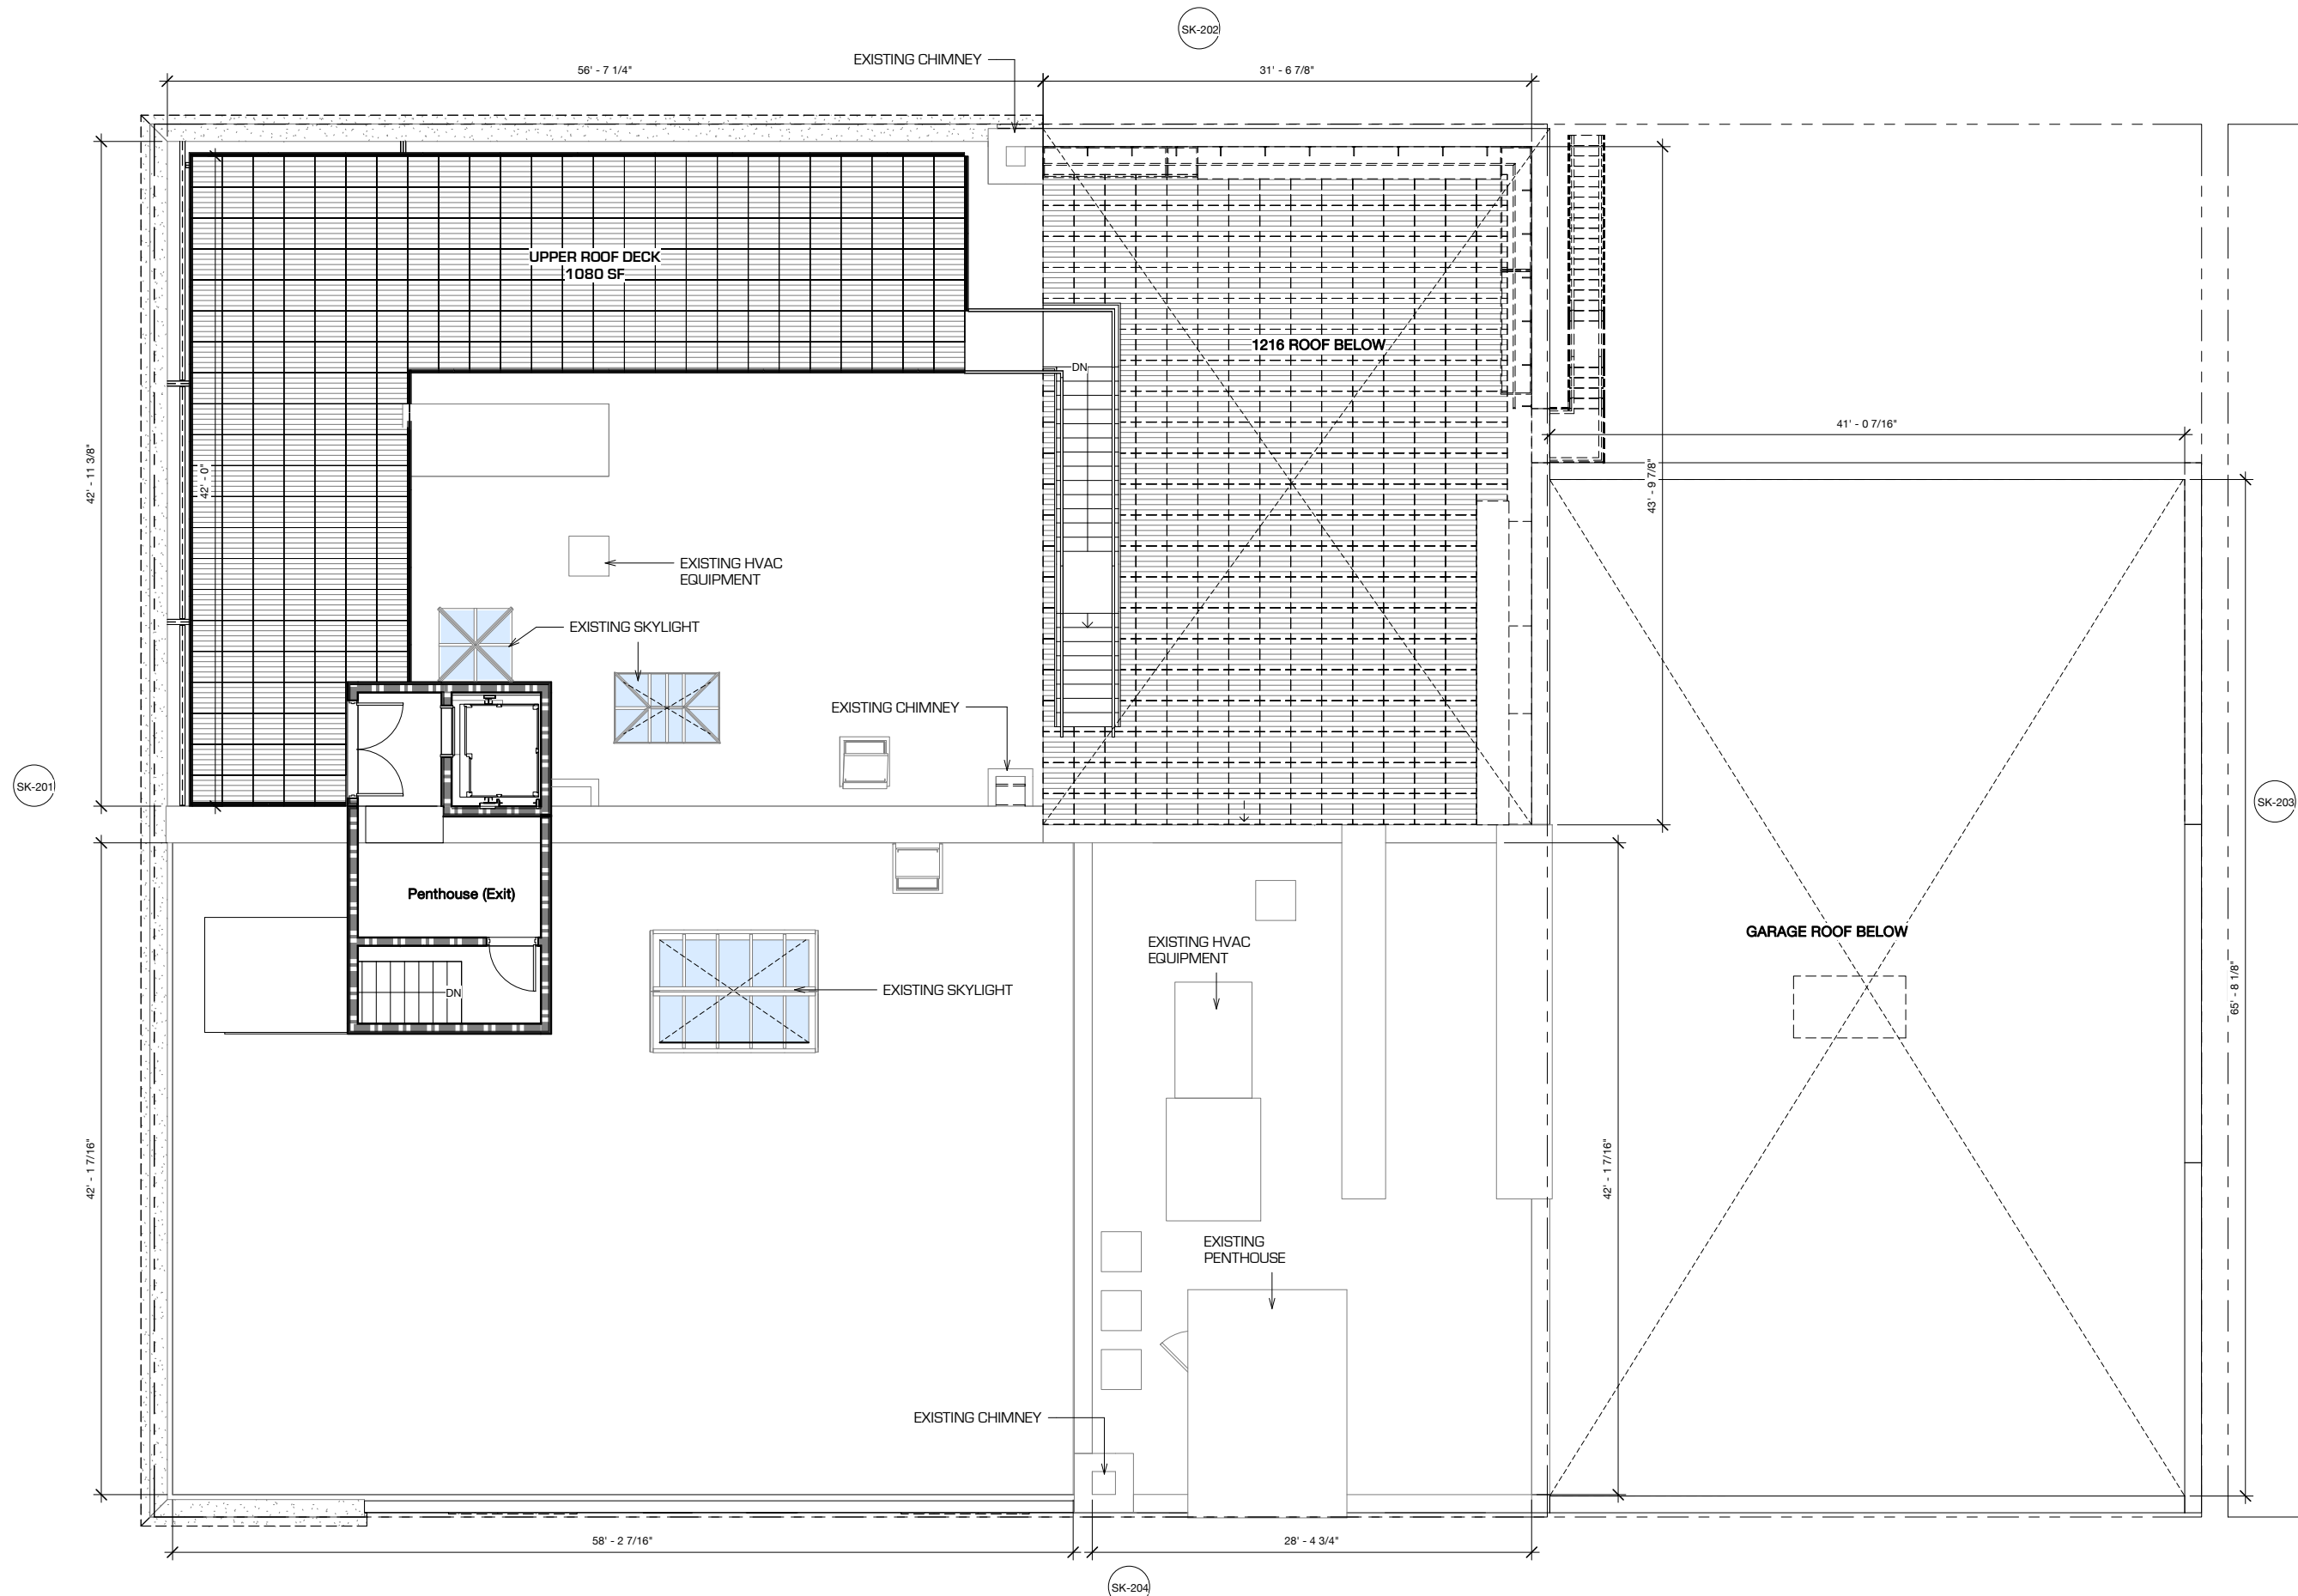 SK-202
EXISTING CHIMNEY
56' - 7 1/4"
31' - 6 7/8"
UPPER ROOF DECK
1080 SF
1216 ROOF BELOW
DN
41' - 0 7/16"
42' - 11 3/8"
42' - 0"
43' - 9 7/8"
EXISTING HVAC
EQUIPMENT
EXISTING SKYLIGHT
EXISTING CHIMNEY
SK-201
SK-203
Penthouse (Exit)
GARAGE ROOF BELOW
EXISTING HVAC
EQUIPMENT
EXISTING SKYLIGHT
DN
65' - 8 1/8"
42' - 1 7/16"
42' - 1 7/16"
EXISTING
PENTHOUSE
EXISTING CHIMNEY
58' - 2 7/16"
28' - 4 3/4"
SK-204